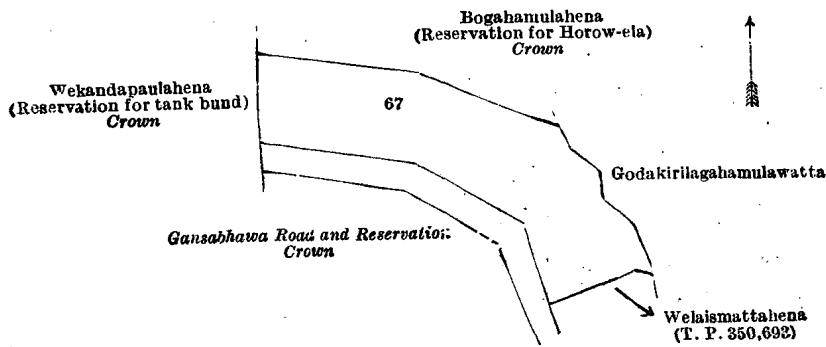 Bogahamulahena
(Reservation for Horow-ela)
Crown
Wekandapaulahena
(Reservation for tank bund)
Crown
67
Godakirilagahamulawatta
Gansabhawa Road and Reservation
Crown
Welaismattahena
(T. P. 350,693)